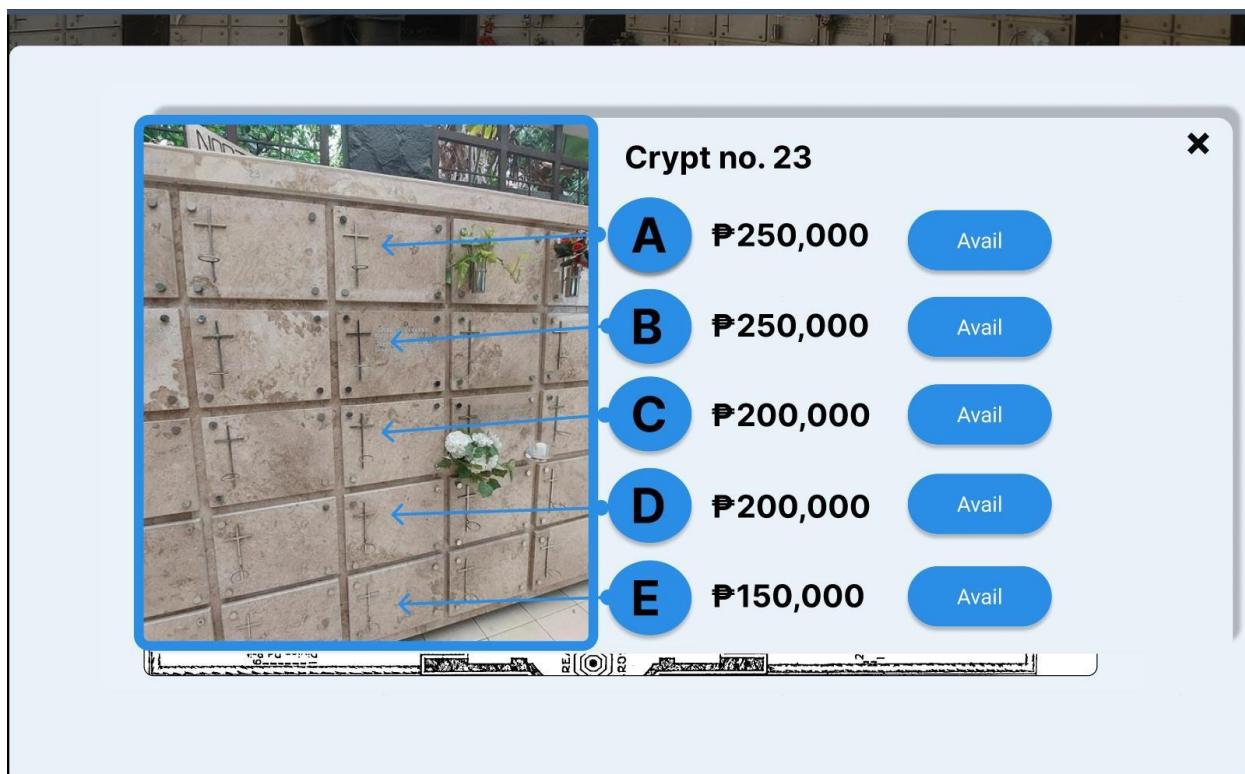 Crypt no. 23
A ₱250,000 Avail
B ₱250,000 Avail
C ₱200,000 Avail
D ₱200,000 Avail
E ₱150,000 Avail